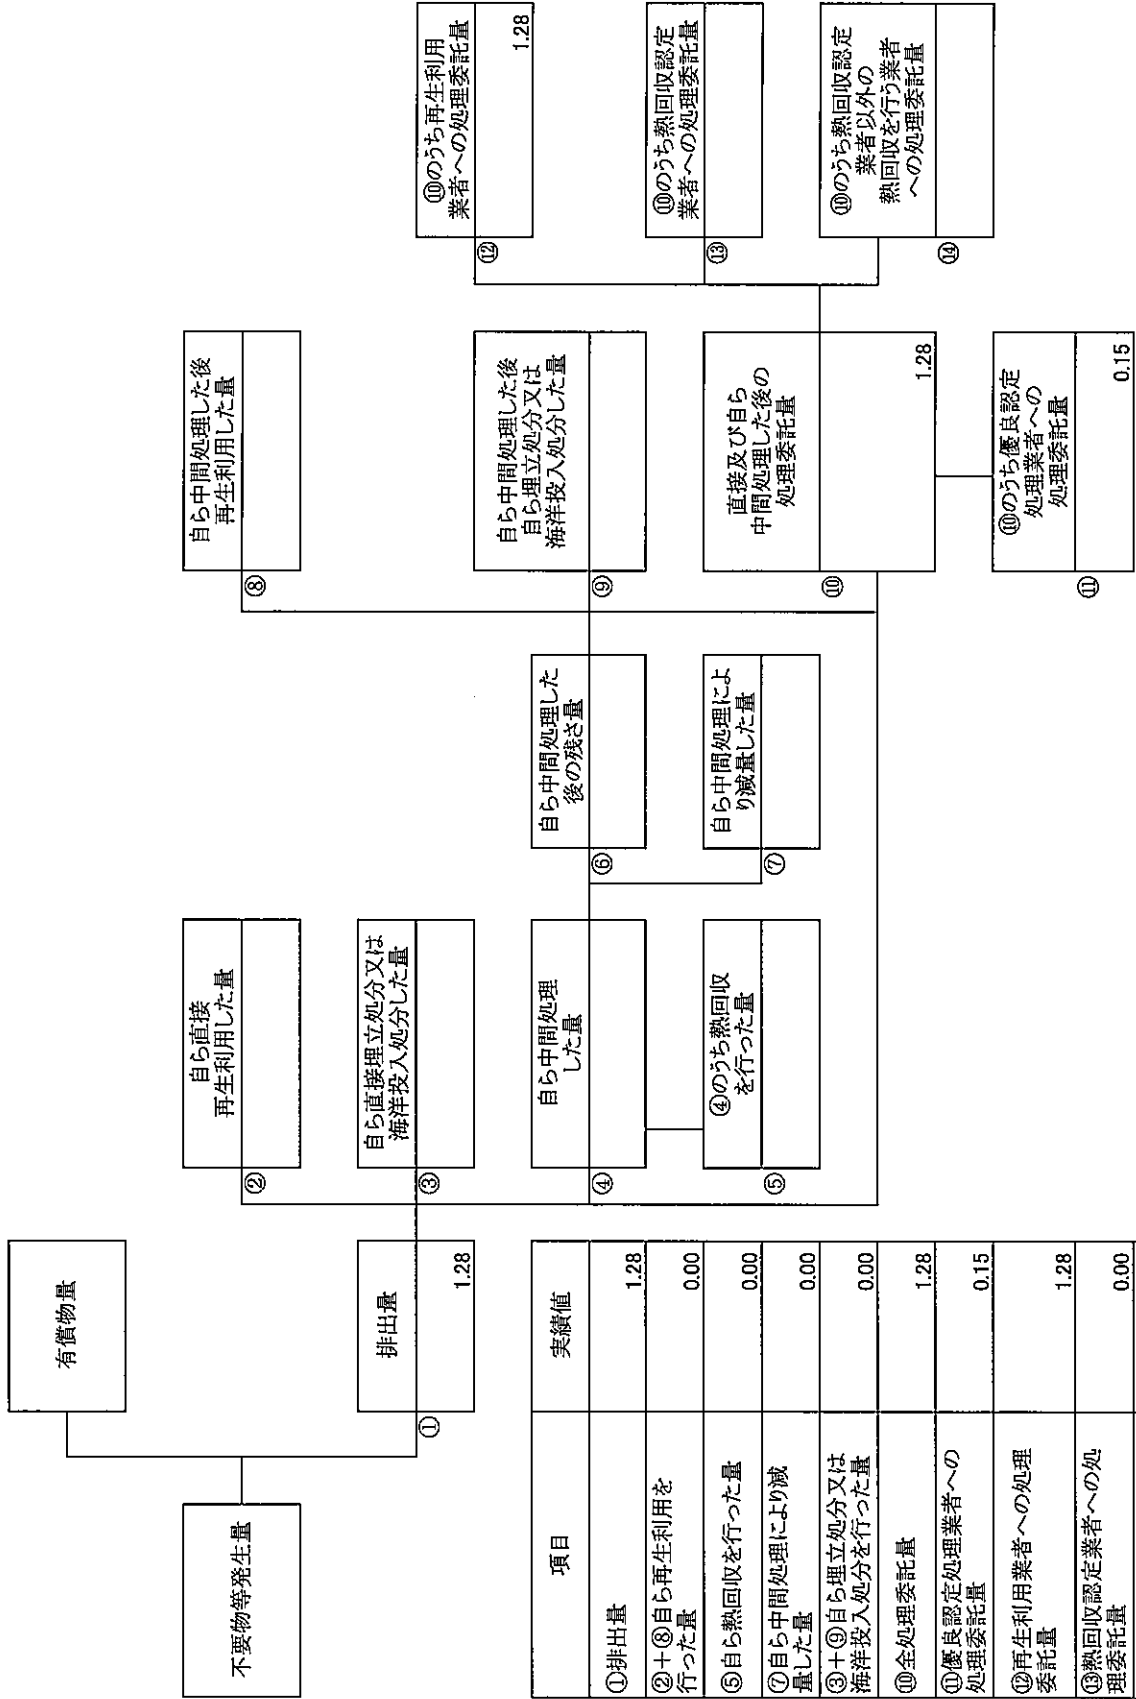 不要物等発生量
有償物量
排出量
①
1.28
自ら直接
再生利用した量
②
自ら直接埋立処分又は
海洋投入処分した量
③
自ら中間処理
した量
④
④のうち熱回収
を行った量
⑤
自ら中間処理した
後の残さ量
⑥
自ら中間処理によ
り減量した量
⑦
自ら中間処理した後
再生利用した量
⑧
自ら中間処理した後
自ら埋立処分又は
海洋投入処分した量
⑨
直接及び自ら
中間処理した後の
処理委託量
⑩
1.28
⑩のうち優良認定
処理業者への
処理委託量
⑪
0.15
⑩のうち再生利用
業者への処理委託量
⑫
1.28
⑩のうち熱回収認定
業者への処理委託量
⑬
⑩のうち熱回収認定
業者以外の
熱回収を行う業者
への処理委託量
⑭
項目 実績値
①排出量 1.28
②+⑧自ら再生利用を
行った量 0.00
⑤自ら熱回収を行った量 0.00
⑦自ら中間処理により減
量した量 0.00
③+⑨自ら埋立処分又は
海洋投入処分を行った量 0.00
⑩全処理委託量 1.28
⑪優良認定処理業者への
処理委託量 0.15
⑫再生利用業者への処理
委託量 1.28
⑬熱回収認定業者への処
理委託量 0.00